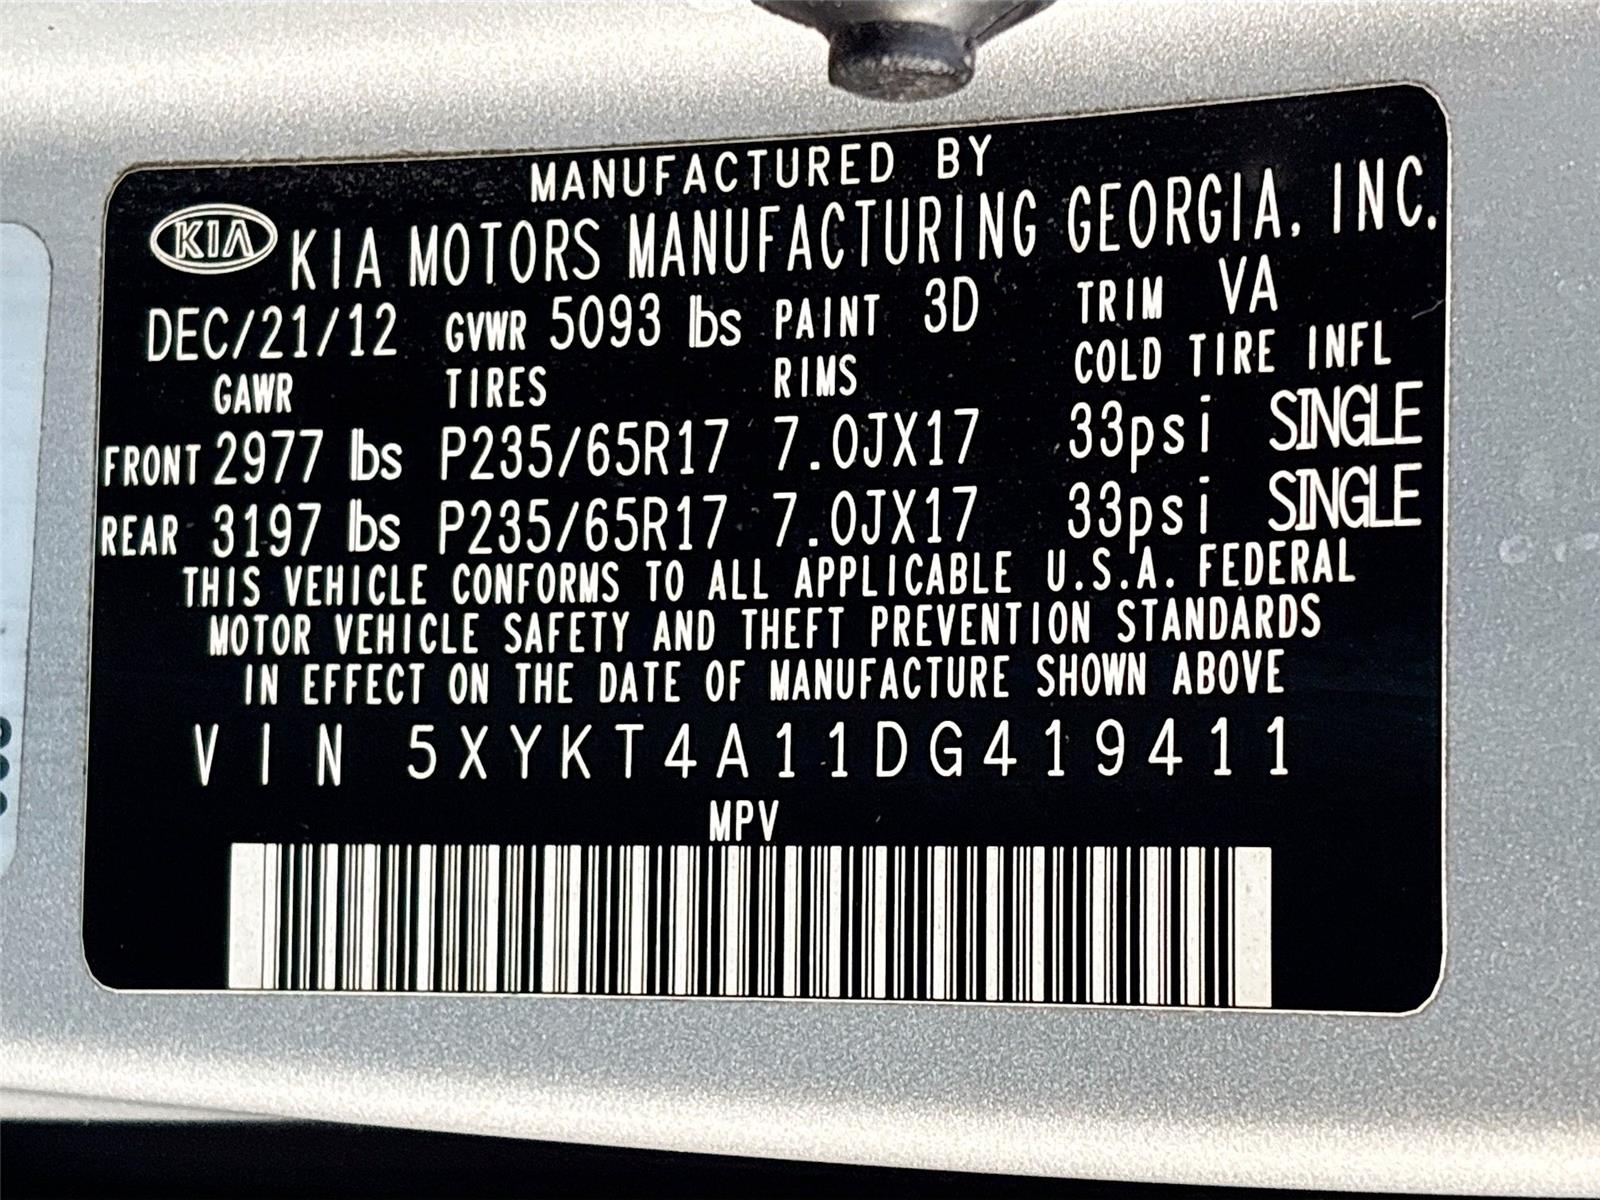 MANUFACTURED BY
KIA KIA MOTORS MANUFACTURING GEORGIA, INC.
DEC/21/12 GVWR 5093 lbs PAINT 3D TRIM VA
GAWR TIRES RIMS COLD TIRE INFL
FRONT 2977 lbs P235/65R17 7.0JX17 33psi SINGLE
REAR 3197 lbs P235/65R17 7.0JX17 33psi SINGLE
THIS VEHICLE CONFORMS TO ALL APPLICABLE U.S.A. FEDERAL
MOTOR VEHICLE SAFETY AND THEFT PREVENTION STANDARDS
IN EFFECT ON THE DATE OF MANUFACTURE SHOWN ABOVE
VIN 5XYKT4A11DG419411
MPV